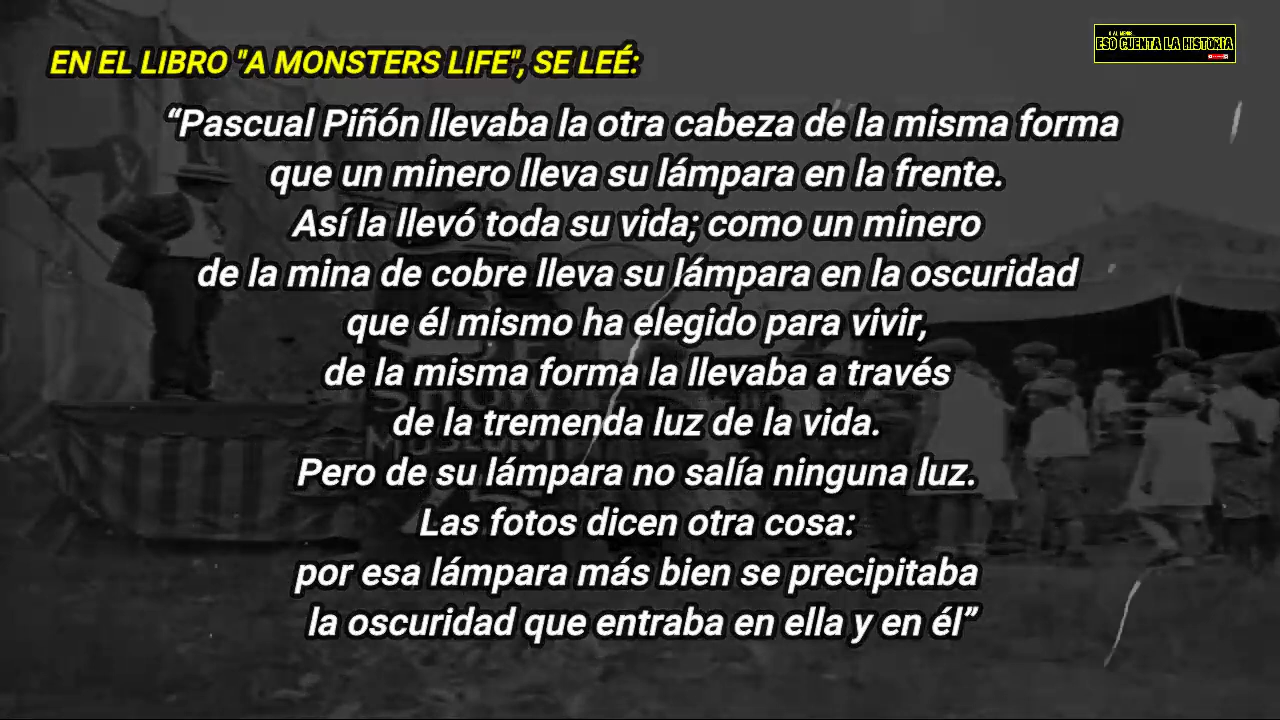 EN EL LIBRO "A MONSTERS LIFE", SE LEÉ:
ESO CUENTA LA HISTORIA
“Pascual Piñón llevaba la otra cabeza de la misma forma
que un minero lleva su lámpara en la frente.
Así la llevó toda su vida; como un minero
de la mina de cobre lleva su lámpara en la oscuridad
que él mismo ha elegido para vivir,
de la misma forma la llevaba a través
de la tremenda luz de la vida.
Pero de su lámpara no salía ninguna luz.
Las fotos dicen otra cosa:
por esa lámpara más bien se precipitaba
la oscuridad que entraba en ella y en él”
SIDE
SHOW
MUSEUM